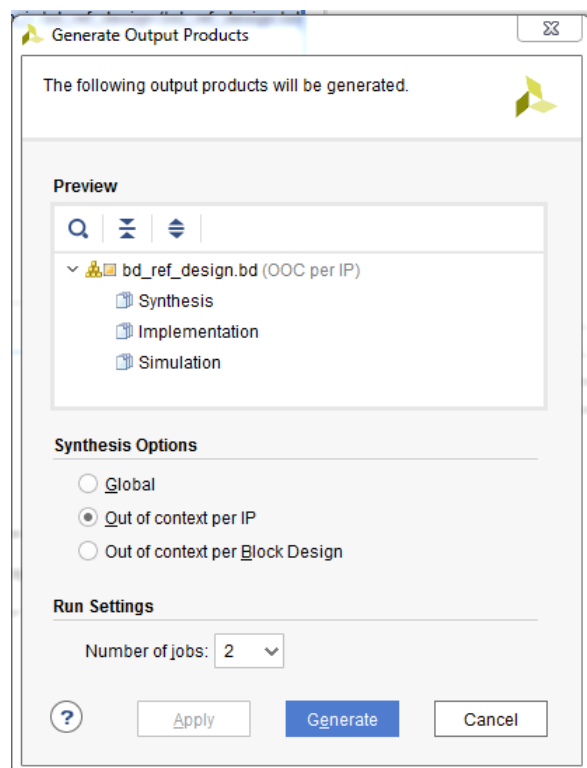 Generate Output Products
The following output products will be generated.
Preview
bd_ref_design.bd (OOC per IP)
Synthesis
Implementation
Simulation
Synthesis Options
Global
Out of context per IP
Out of context per Block Design
Run Settings
Number of jobs: 2
? Apply Generate Cancel